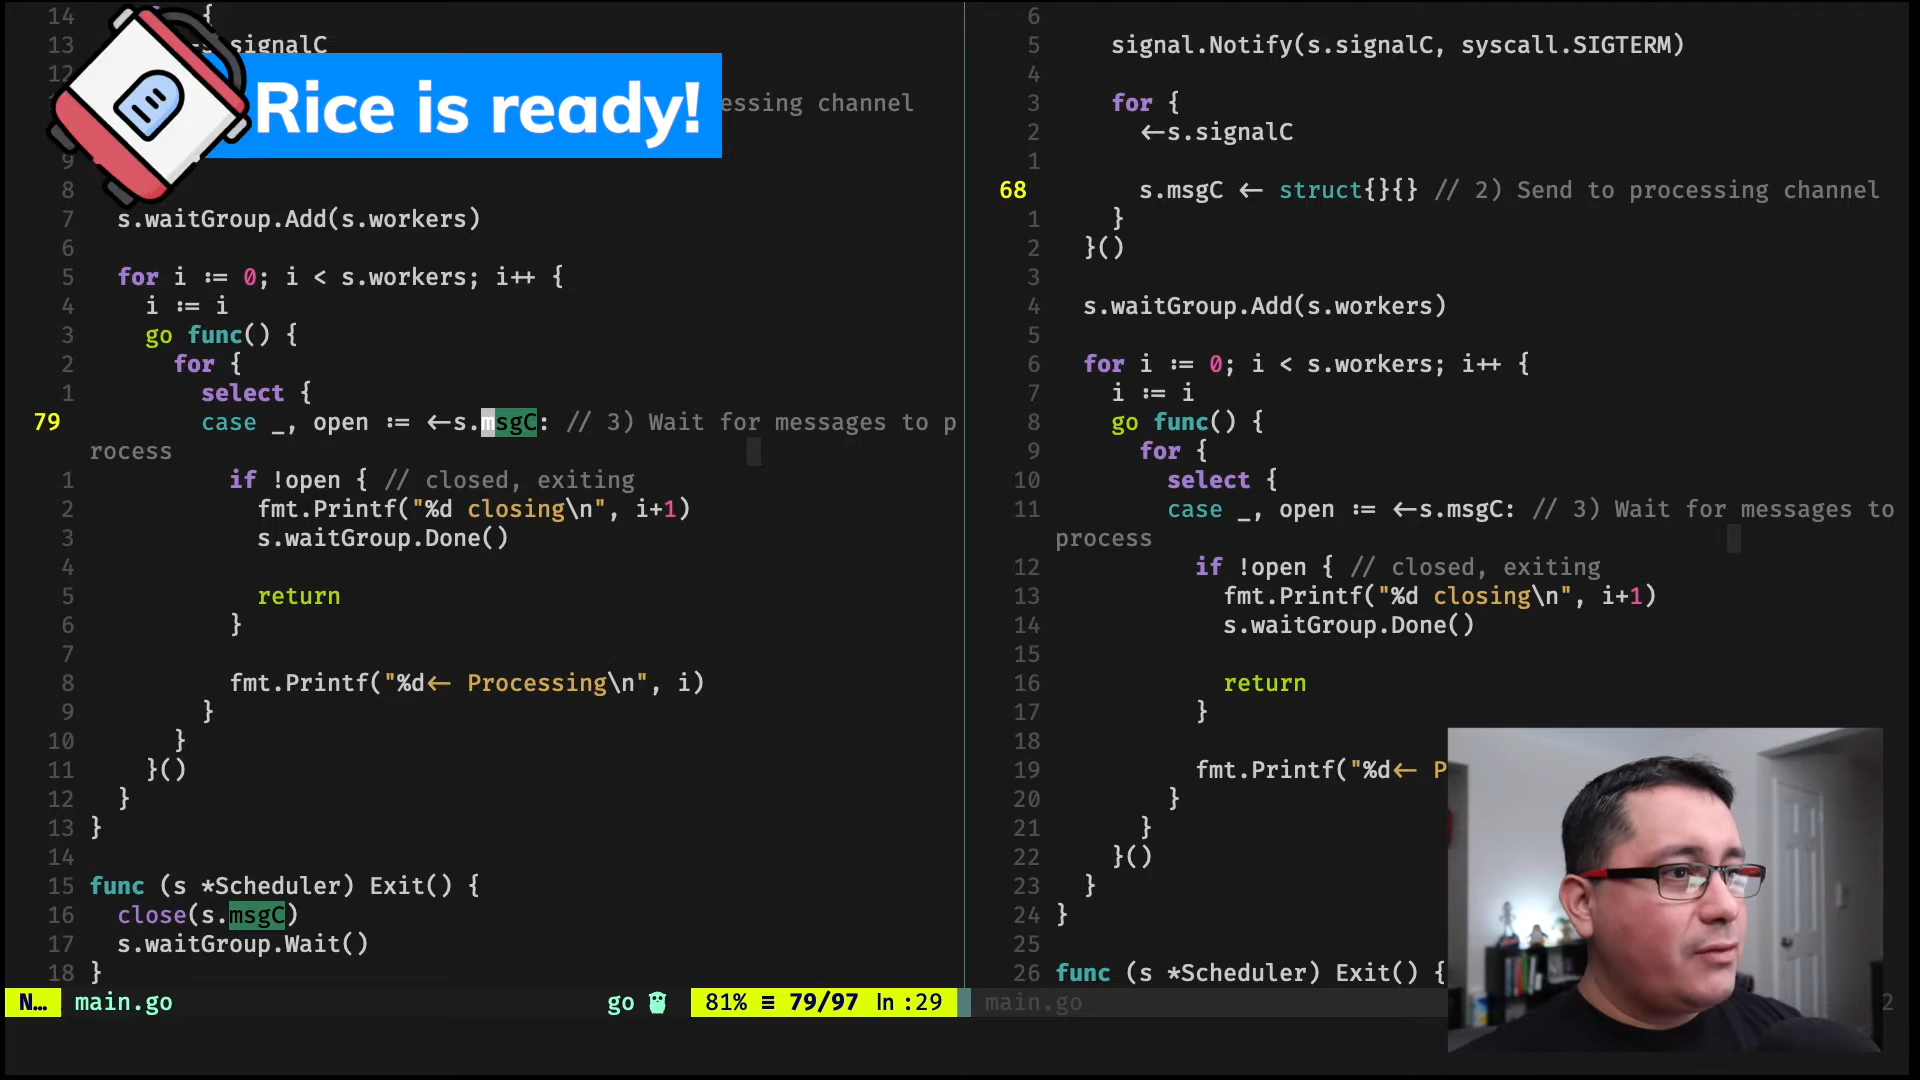 14 {
13 signalC
12
Rice is ready!
essing channel
9
8
7 s.waitGroup.Add(s.workers)
6
5 for i := 0; i < s.workers; i++ {
4 i := i
3 go func() {
2 for {
1 select {
79 case _, open := <-s.msgC: // 3) Wait for messages to p
rocess
1 if !open { // closed, exiting
2 fmt.Printf("%d closing\n", i+1)
3 s.waitGroup.Done()
4
5 return
6 }
7
8 fmt.Printf("%d<- Processing\n", i)
9 }
10 }
11 }()
12 }
13 }
14
15 func (s *Scheduler) Exit() {
16 close(s.msgC)
17 s.waitGroup.Wait()
18 }
N… main.go go 81% ≡ 79/97 ln :29
6
5 signal.Notify(s.signalC, syscall.SIGTERM)
4
3 for {
2 <-s.signalC
1
68 s.msgC <- struct{}{} // 2) Send to processing channel
1 }
2 }()
3
4 s.waitGroup.Add(s.workers)
5
6 for i := 0; i < s.workers; i++ {
7 i := i
8 go func() {
9 for {
10 select {
11 case _, open := <-s.msgC: // 3) Wait for messages to
process
12 if !open { // closed, exiting
13 fmt.Printf("%d closing\n", i+1)
14 s.waitGroup.Done()
15
16 return
17 }
18
19 fmt.Printf("%d<- P
20 }
21 }
22 }()
23 }
24 }
25
26 func (s *Scheduler) Exit() {
main.go 2